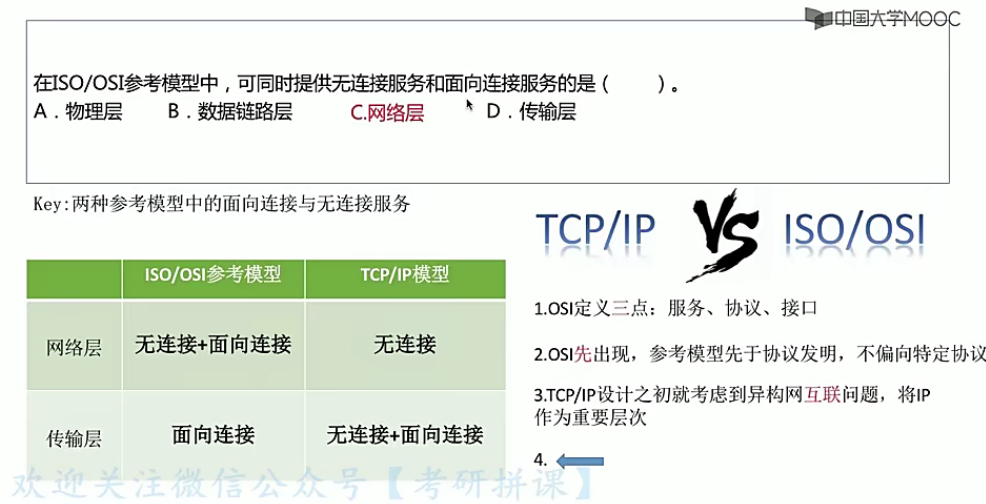 中国大学MOOC
在ISO/OSI参考模型中，可同时提供无连接服务和面向连接服务的是（ ）。
A．物理层 B．数据链路层 C.网络层 D．传输层
Key:两种参考模型中的面向连接与无连接服务
TCP/IP VS ISO/OSI
ISO/OSI参考模型 TCP/IP模型
网络层 无连接+面向连接 无连接
传输层 面向连接 无连接+面向连接
1.OSI定义三点：服务、协议、接口
2.OSI先出现，参考模型先于协议发明，不偏向特定协议
3.TCP/IP设计之初就考虑到异构网互联问题，将IP
作为重要层次
4.
欢迎关注微信公众号【考研拼课】